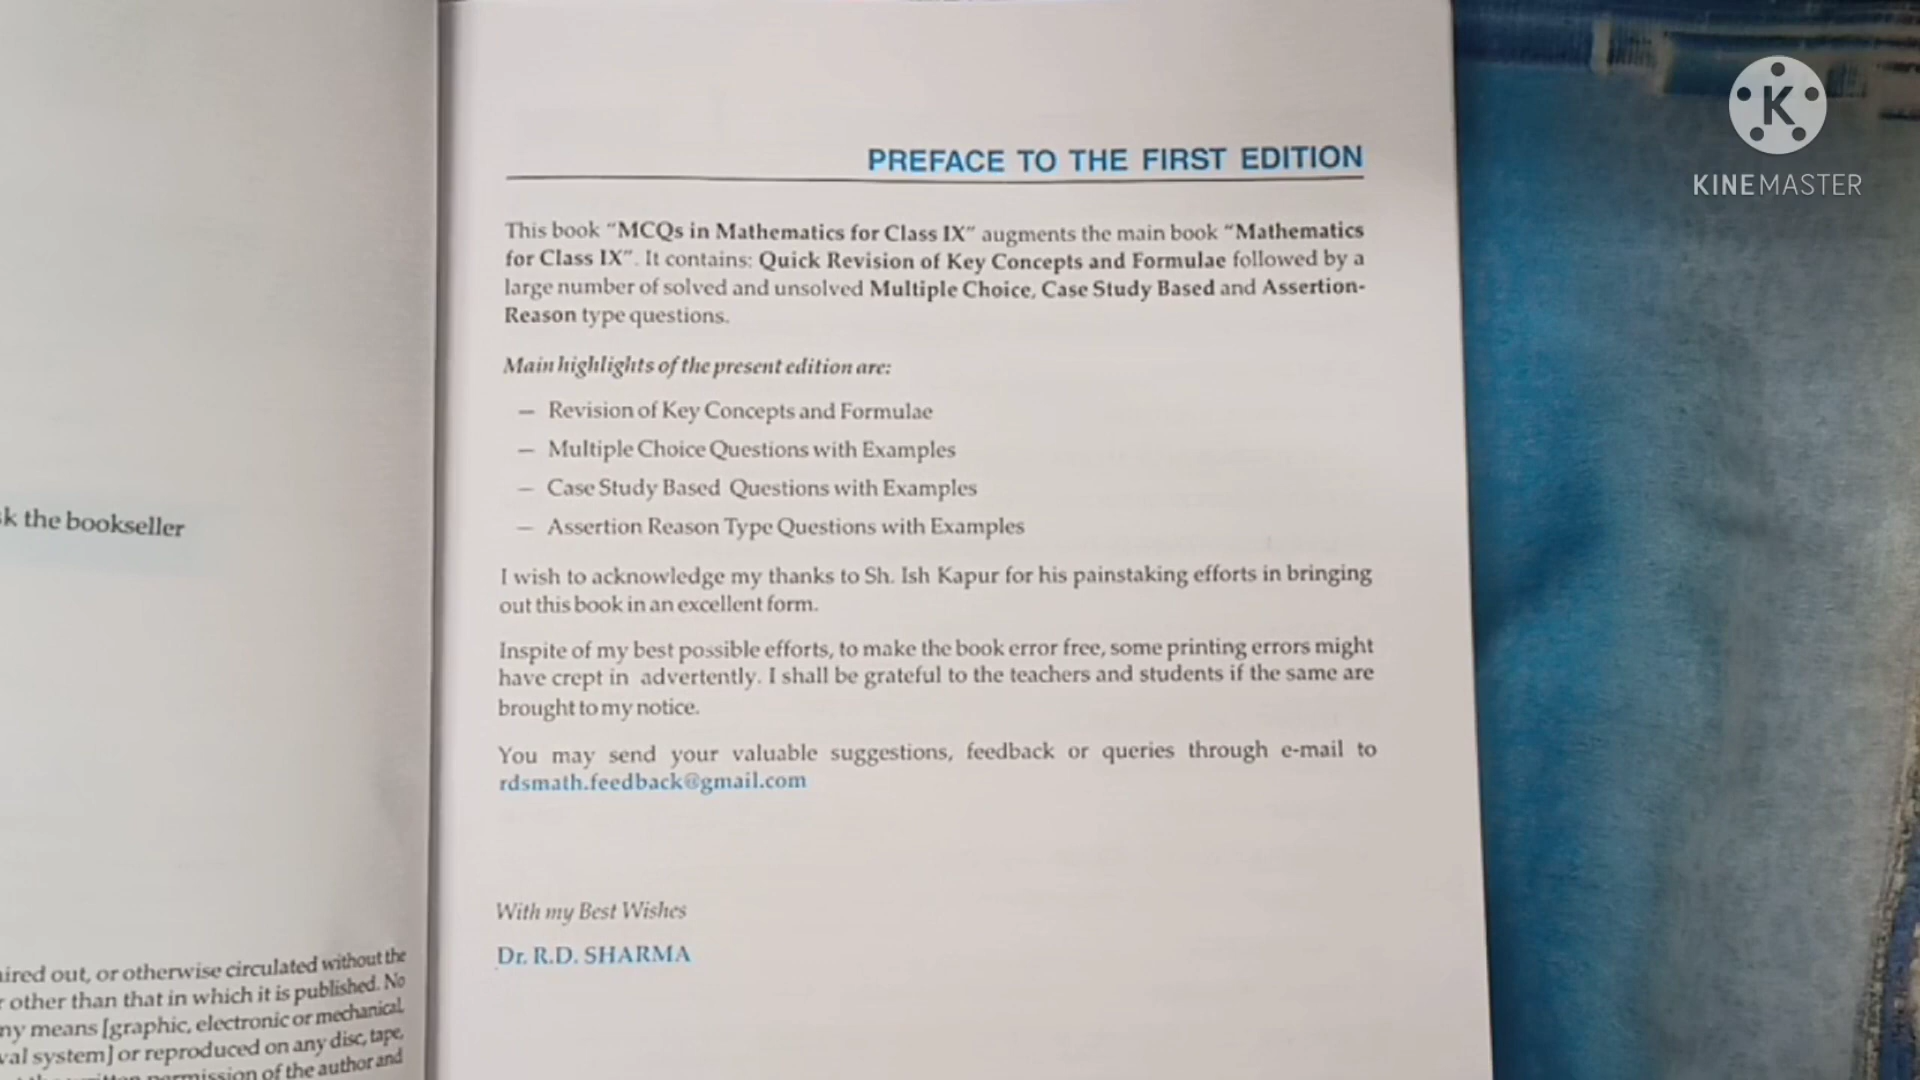 k the bookseller
ired out, or otherwise circulated without the
other than that in which it is published. No
ny means [graphic, electronic or mechanical,
val system] or reproduced on any disc, tape,
permission of the author and
PREFACE TO THE FIRST EDITION
This book "MCQs in Mathematics for Class IX" augments the main book "Mathematics
for Class IX". It contains: Quick Revision of Key Concepts and Formulae followed by a
large number of solved and unsolved Multiple Choice, Case Study Based and Assertion-
Reason type questions.
Main highlights of the present edition are:
– Revision of Key Concepts and Formulae
– Multiple Choice Questions with Examples
– Case Study Based Questions with Examples
– Assertion Reason Type Questions with Examples
I wish to acknowledge my thanks to Sh. Ish Kapur for his painstaking efforts in bringing
out this book in an excellent form.
Inspite of my best possible efforts, to make the book error free, some printing errors might
have crept in advertently. I shall be grateful to the teachers and students if the same are
brought to my notice.
You may send your valuable suggestions, feedback or queries through e-mail to
rdsmath.feedback@gmail.com
With my Best Wishes
Dr. R.D. SHARMA
K
KINEMASTER